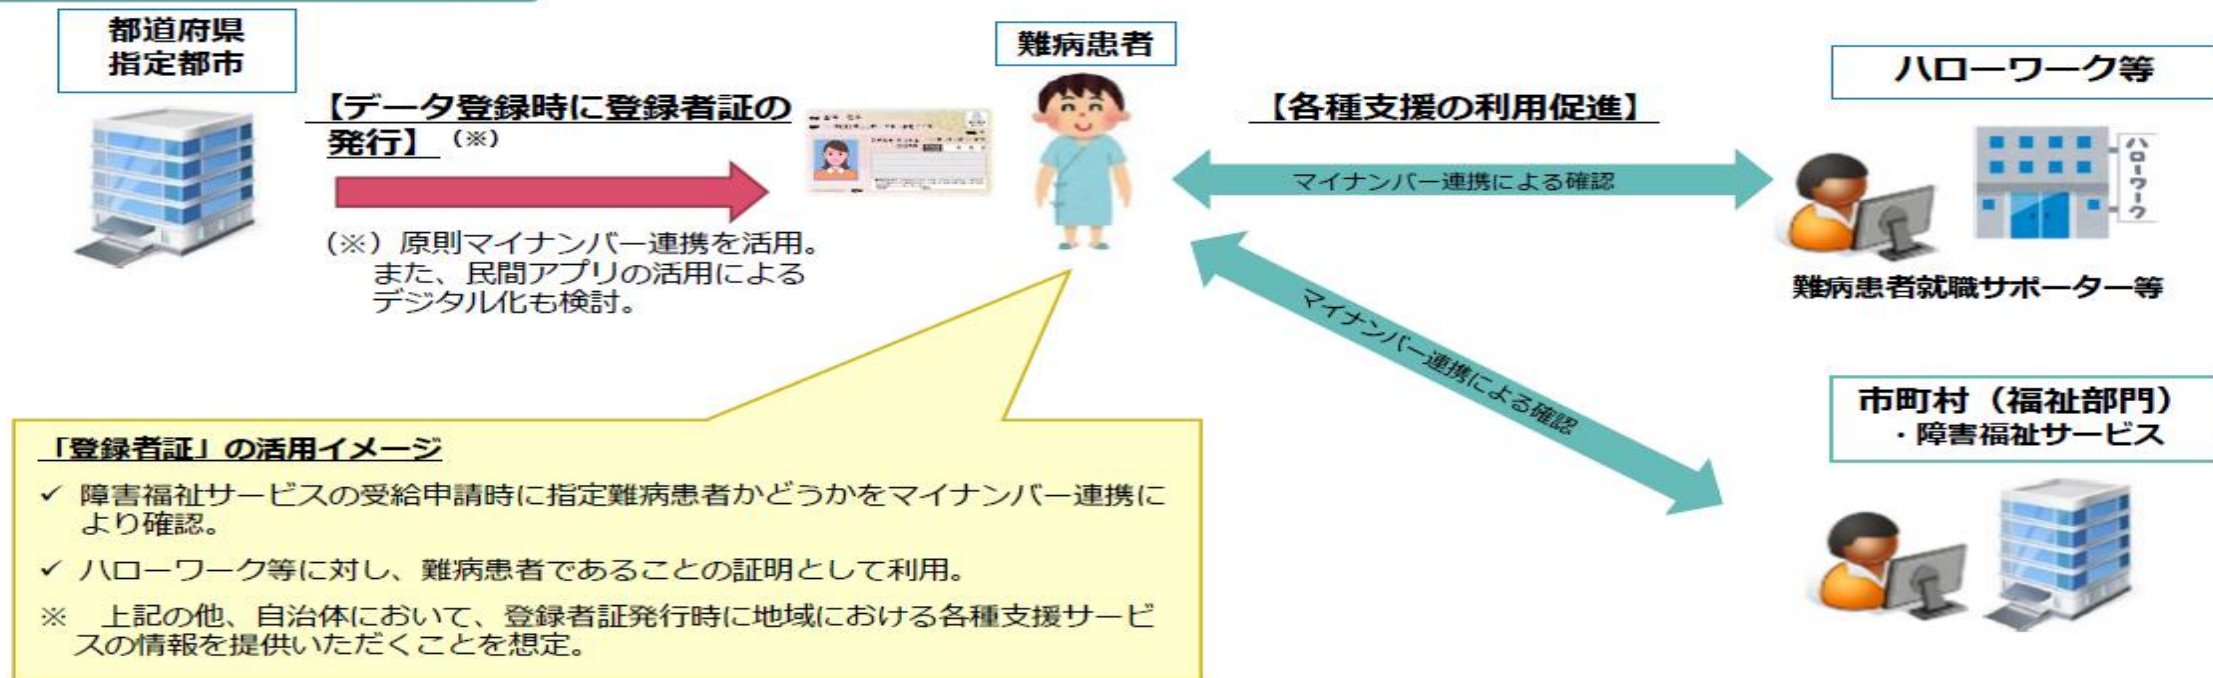 都道府県
指定都市
【データ登録時に登録者証の
発行】（※）
（※）原則マイナンバー連携を活用。
また、民間アプリの活用による
デジタル化も検討。
難病患者
【各種支援の利用促進】
マイナンバー連携による確認
ハローワーク等
ハローワーク
難病患者就職サポーター等
マイナンバー連携による確認
市町村（福祉部門）
・障害福祉サービス
「登録者証」の活用イメージ
✓ 障害福祉サービスの受給申請時に指定難病患者かどうかをマイナンバー連携に
より確認。
✓ ハローワーク等に対し、難病患者であることの証明として利用。
※　上記の他、自治体において、登録者証発行時に地域における各種支援サービ
スの情報を提供いただくことを想定。